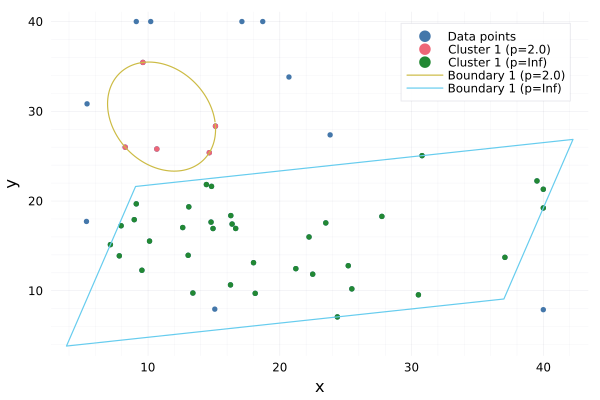 40
30
20
10
y
10
20
30
40
x
Data points
Cluster 1 (p=2.0)
Cluster 1 (p=Inf)
Boundary 1 (p=2.0)
Boundary 1 (p=Inf)